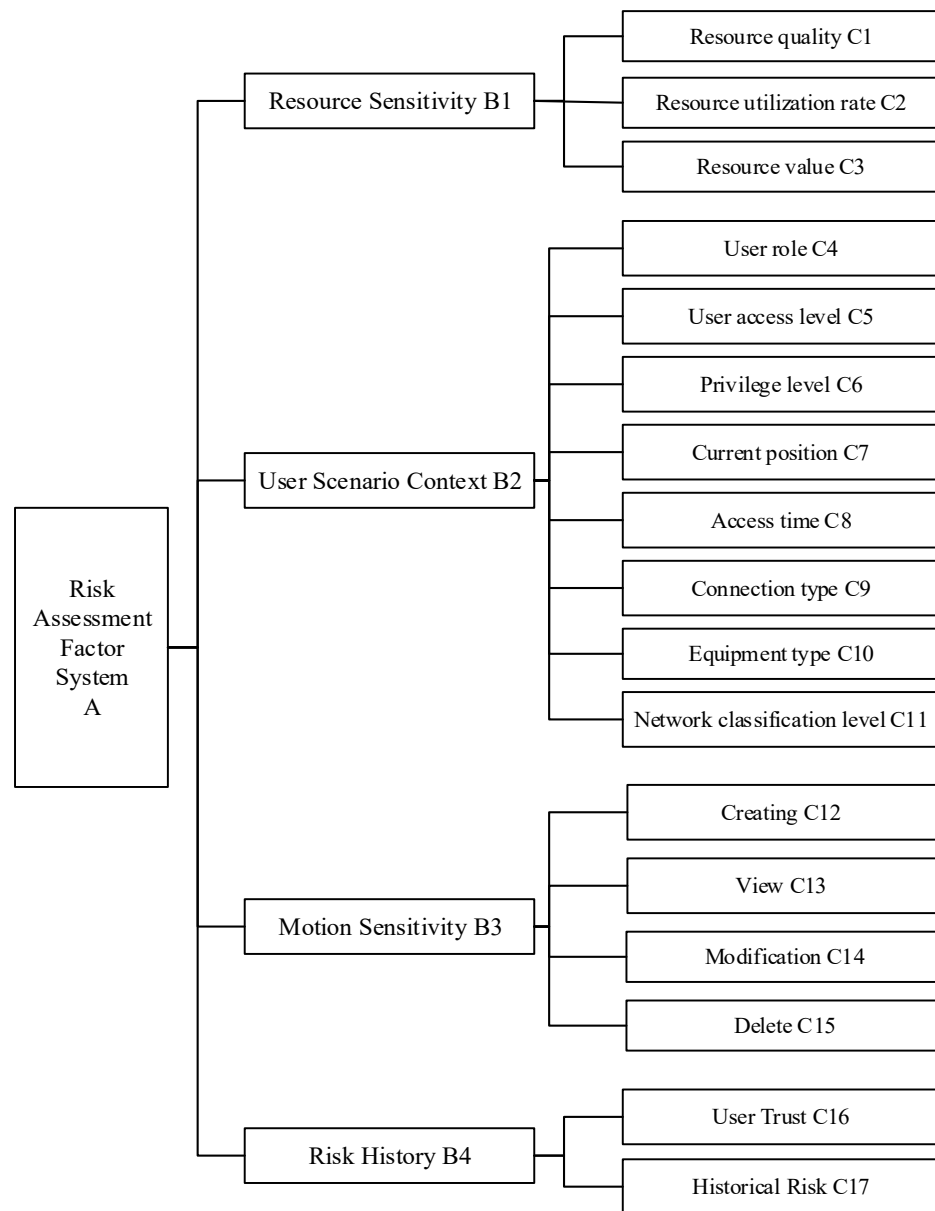 Risk
Assessment
Factor
System
A
Resource Sensitivity B1
Resource quality C1
Resource utilization rate C2
Resource value C3
User Scenario Context B2
User role C4
User access level C5
Privilege level C6
Current position C7
Access time C8
Connection type C9
Equipment type C10
Network classification level C11
Motion Sensitivity B3
Creating C12
View C13
Modification C14
Delete C15
Risk History B4
User Trust C16
Historical Risk C17